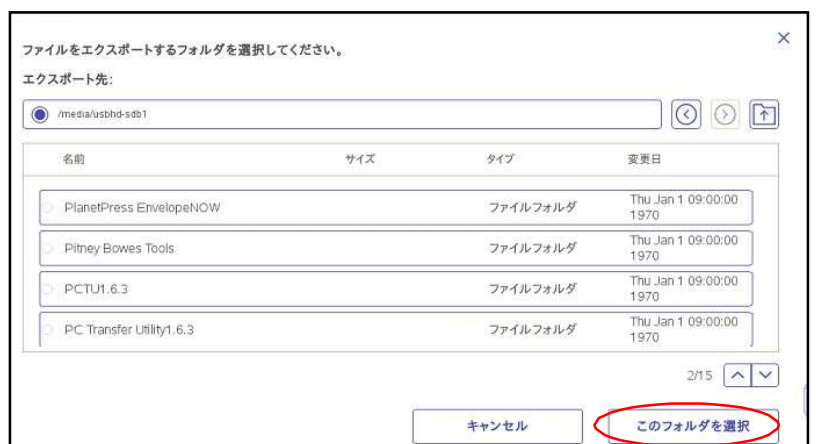 ファイルをエクスポートするフォルダを選択してください。
エクスポート先:
/media/usbhd-sdb1
名前 サイズ タイプ 変更日
PlanetPress EnvelopeNOW ファイルフォルダ Thu Jan 1 09:00:00
1970
Pitney Bowes Tools ファイルフォルダ Thu Jan 1 09:00:00
1970
PCTU1.6.3 ファイルフォルダ Thu Jan 1 09:00:00
1970
PC Transfer Utility1.6.3 ファイルフォルダ Thu Jan 1 09:00:00
1970
2/15
キャンセル このフォルダを選択